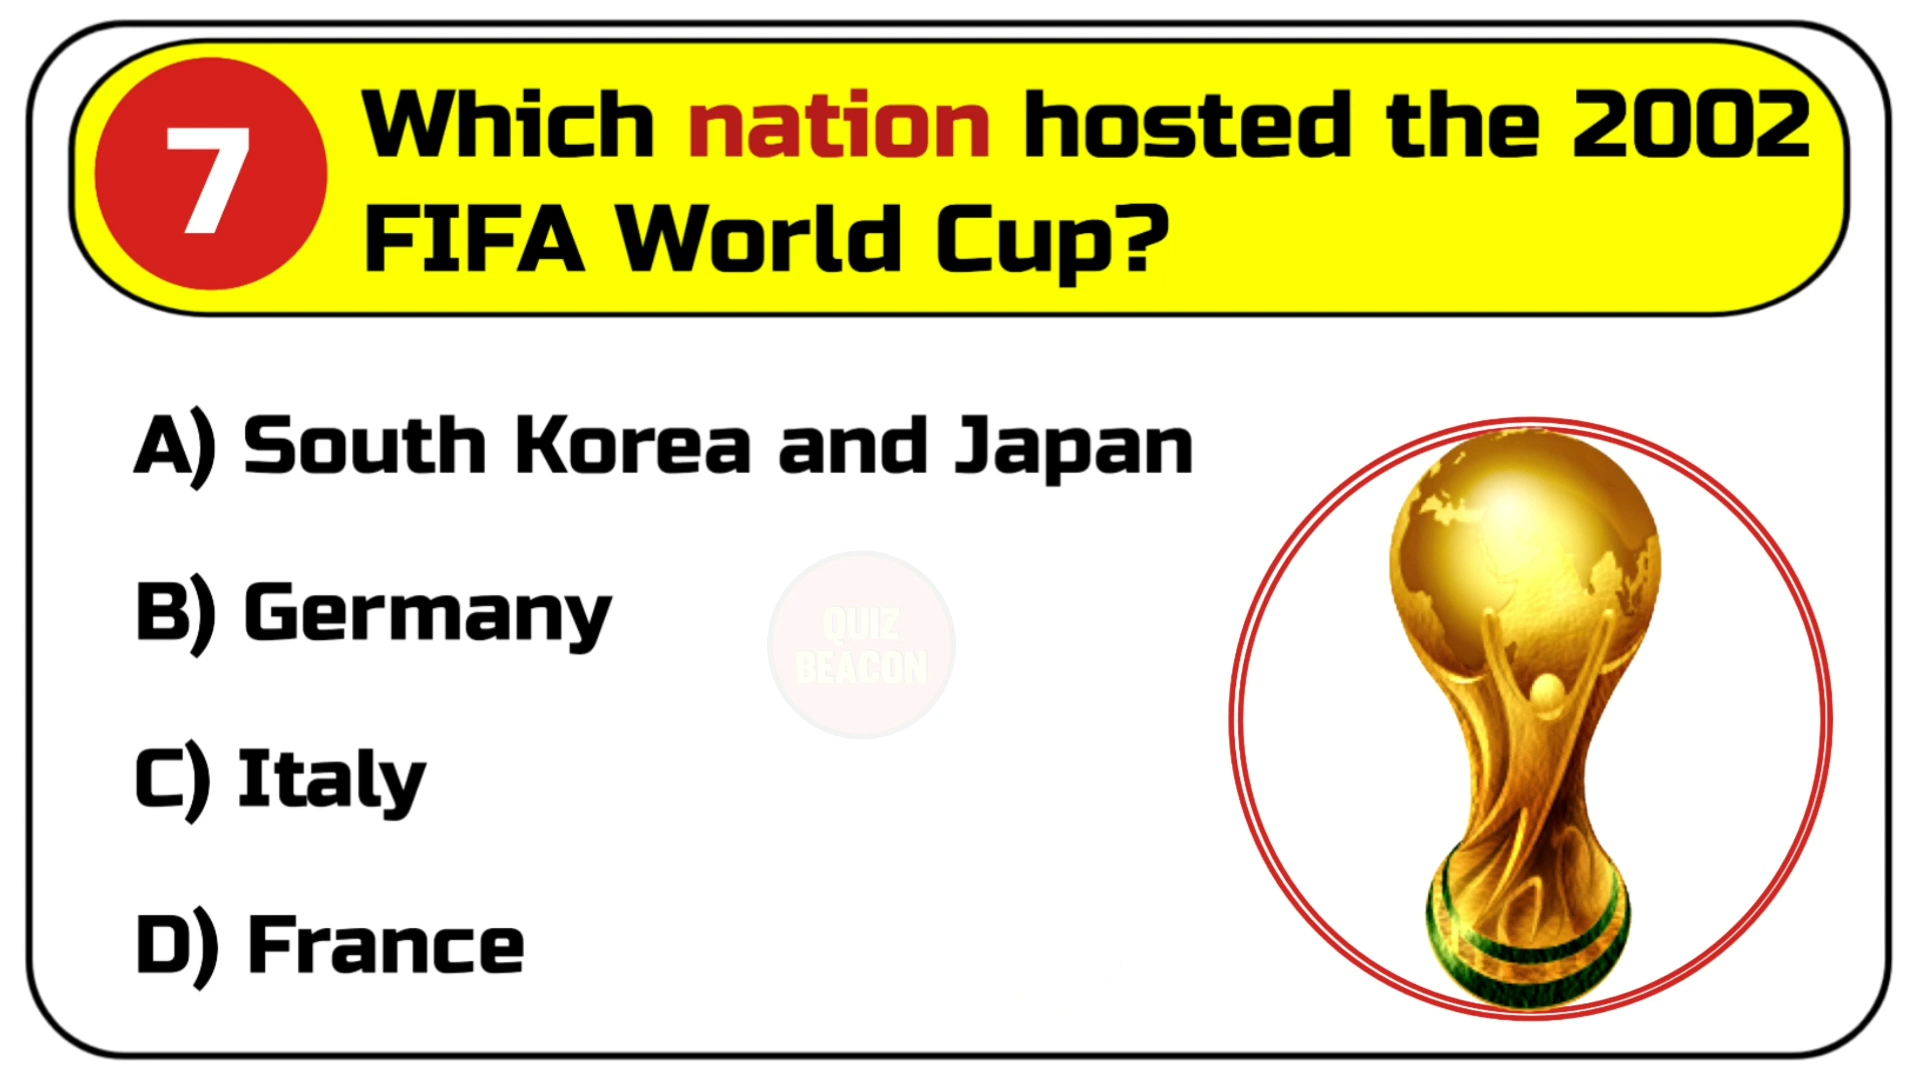 7
Which nation hosted the 2002
FIFA World Cup?
A) South Korea and Japan
B) Germany
QUIZ
BEACON
C) Italy
D) France